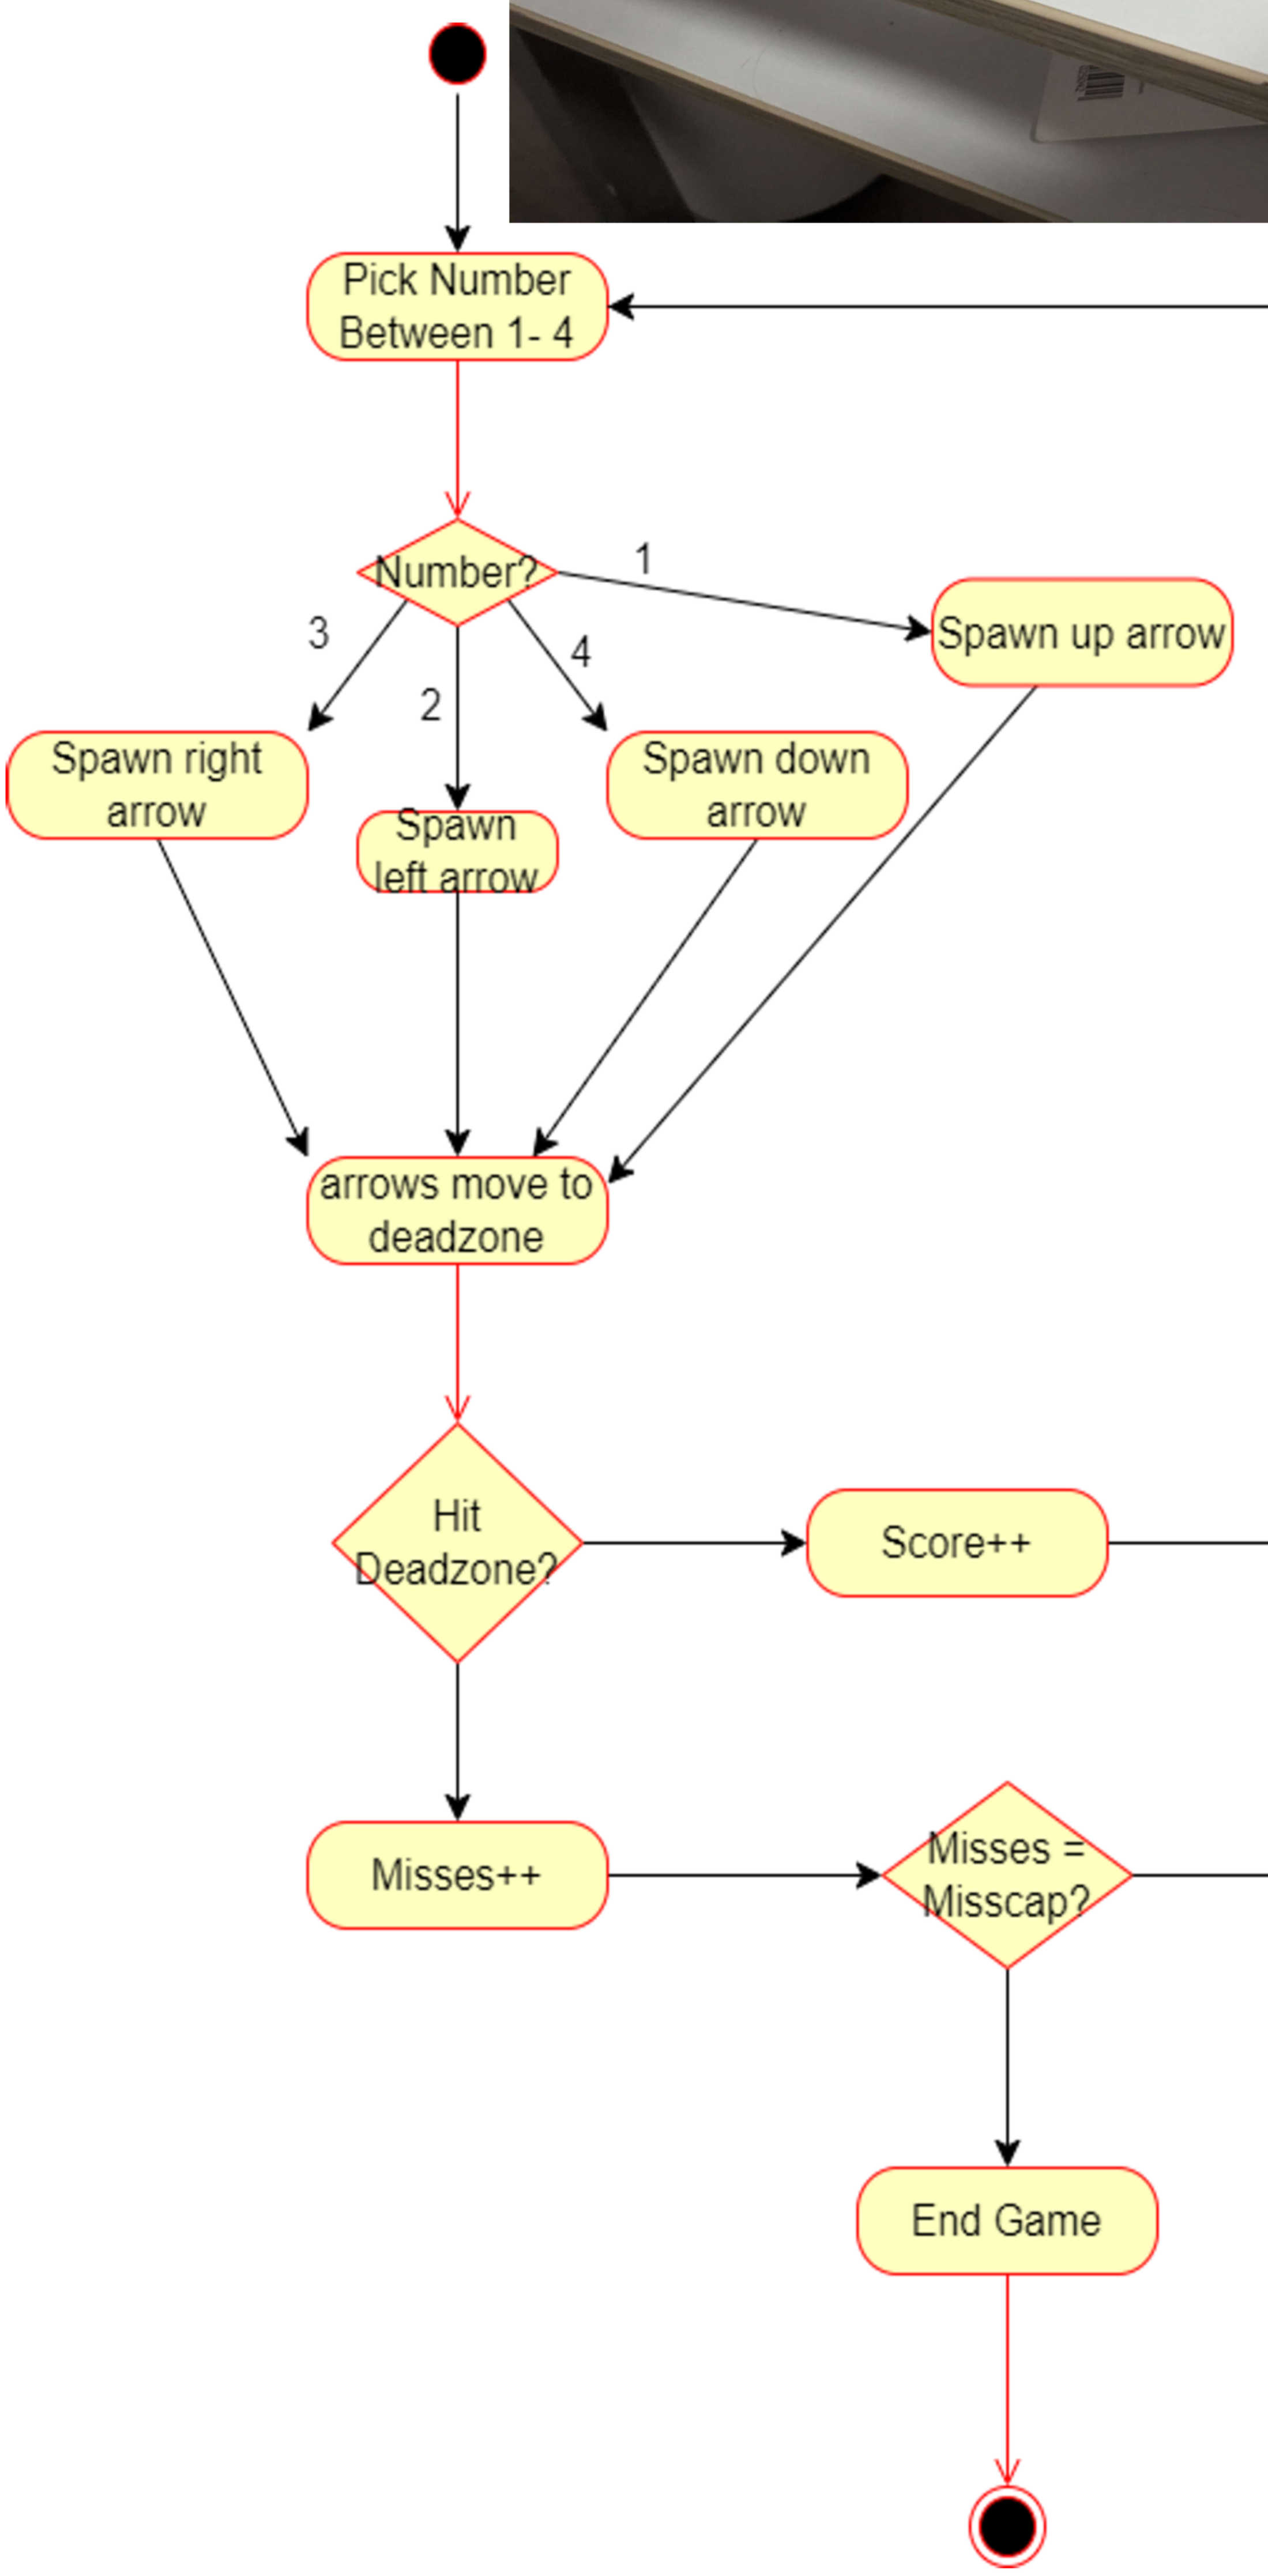 Pick Number
Between 1- 4
Number?
1
3
4
2
Spawn up arrow
Spawn right
arrow
Spawn down
arrow
Spawn
left arrow
arrows move to
deadzone
Hit
Deadzone?
Score++
Misses++
Misses =
Misscap?
End Game